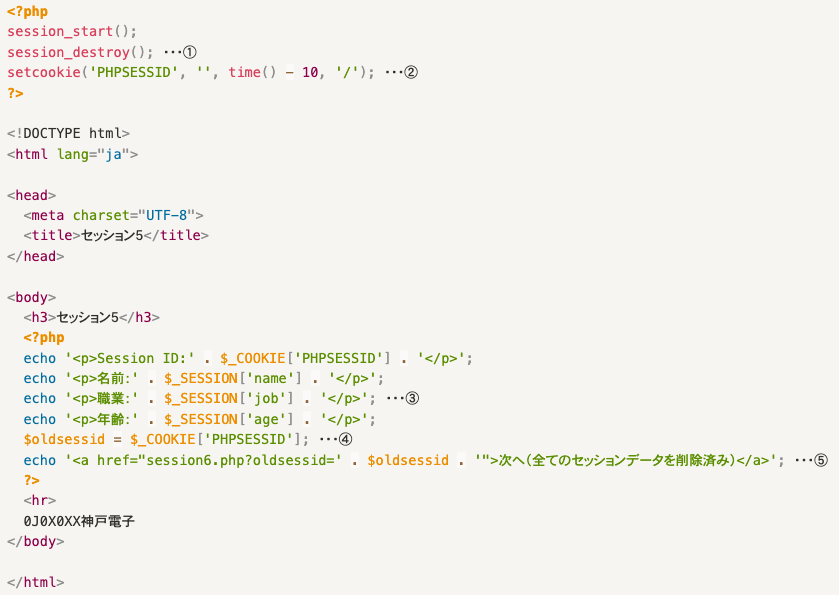 <?php
session_start();
session_destroy(); ･･･①
setcookie('PHPSESSID', '', time() - 10, '/'); ･･･②
?>
<!DOCTYPE html>
<html lang="ja">
<head>
<meta charset="UTF-8">
<title>セッション5</title>
</head>
<body>
<h3>セッション5</h3>
<?php
echo '<p>Session ID:' . $_COOKIE['PHPSESSID'] . '</p>';
echo '<p>名前:' . $_SESSION['name'] . '</p>';
echo '<p>職業:' . $_SESSION['job'] . '</p>'; ･･･③
echo '<p>年齢:' . $_SESSION['age'] . '</p>';
$oldsessid = $_COOKIE['PHPSESSID']; ･･･④
echo '<a href="session6.php?oldsessid=' . $oldsessid . '">次へ(全てのセッションデータを削除済み)</a>'; ･･･⑤
?>
<hr>
0J0X0XX神戸電子
</body>
</html>